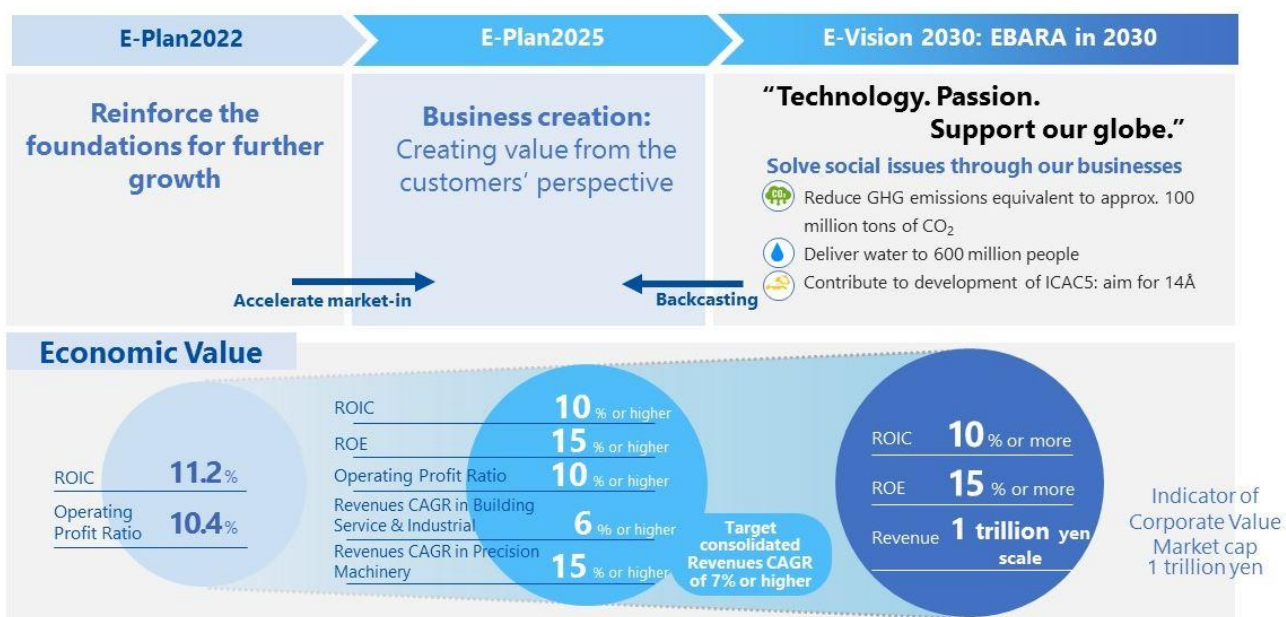 E-Plan2022
E-Plan2025
E-Vision 2030: EBARA in 2030
Reinforce the
foundations for further
growth
Business creation:
Creating value from the
customers' perspective
"Technology. Passion.
Support our globe."
Solve social issues through our businesses
CO₂
Reduce GHG emissions equivalent to approx. 100
million tons of CO₂
Deliver water to 600 million people
Contribute to development of ICAC5: aim for 14Å
Accelerate market-in
Backcasting
Economic Value
ROIC 11.2 %
Operating
Profit Ratio 10.4 %
ROIC 10 % or higher
ROE 15 % or higher
Operating Profit Ratio 10 % or higher
Revenues CAGR in Building
Service & Industrial 6 % or higher
Revenues CAGR in Precision
Machinery 15 % or higher
Target
consolidated
Revenues CAGR
of 7% or higher
ROIC 10 % or more
ROE 15 % or more
Revenue 1 trillion yen
scale
Indicator of
Corporate Value
Market cap
1 trillion yen